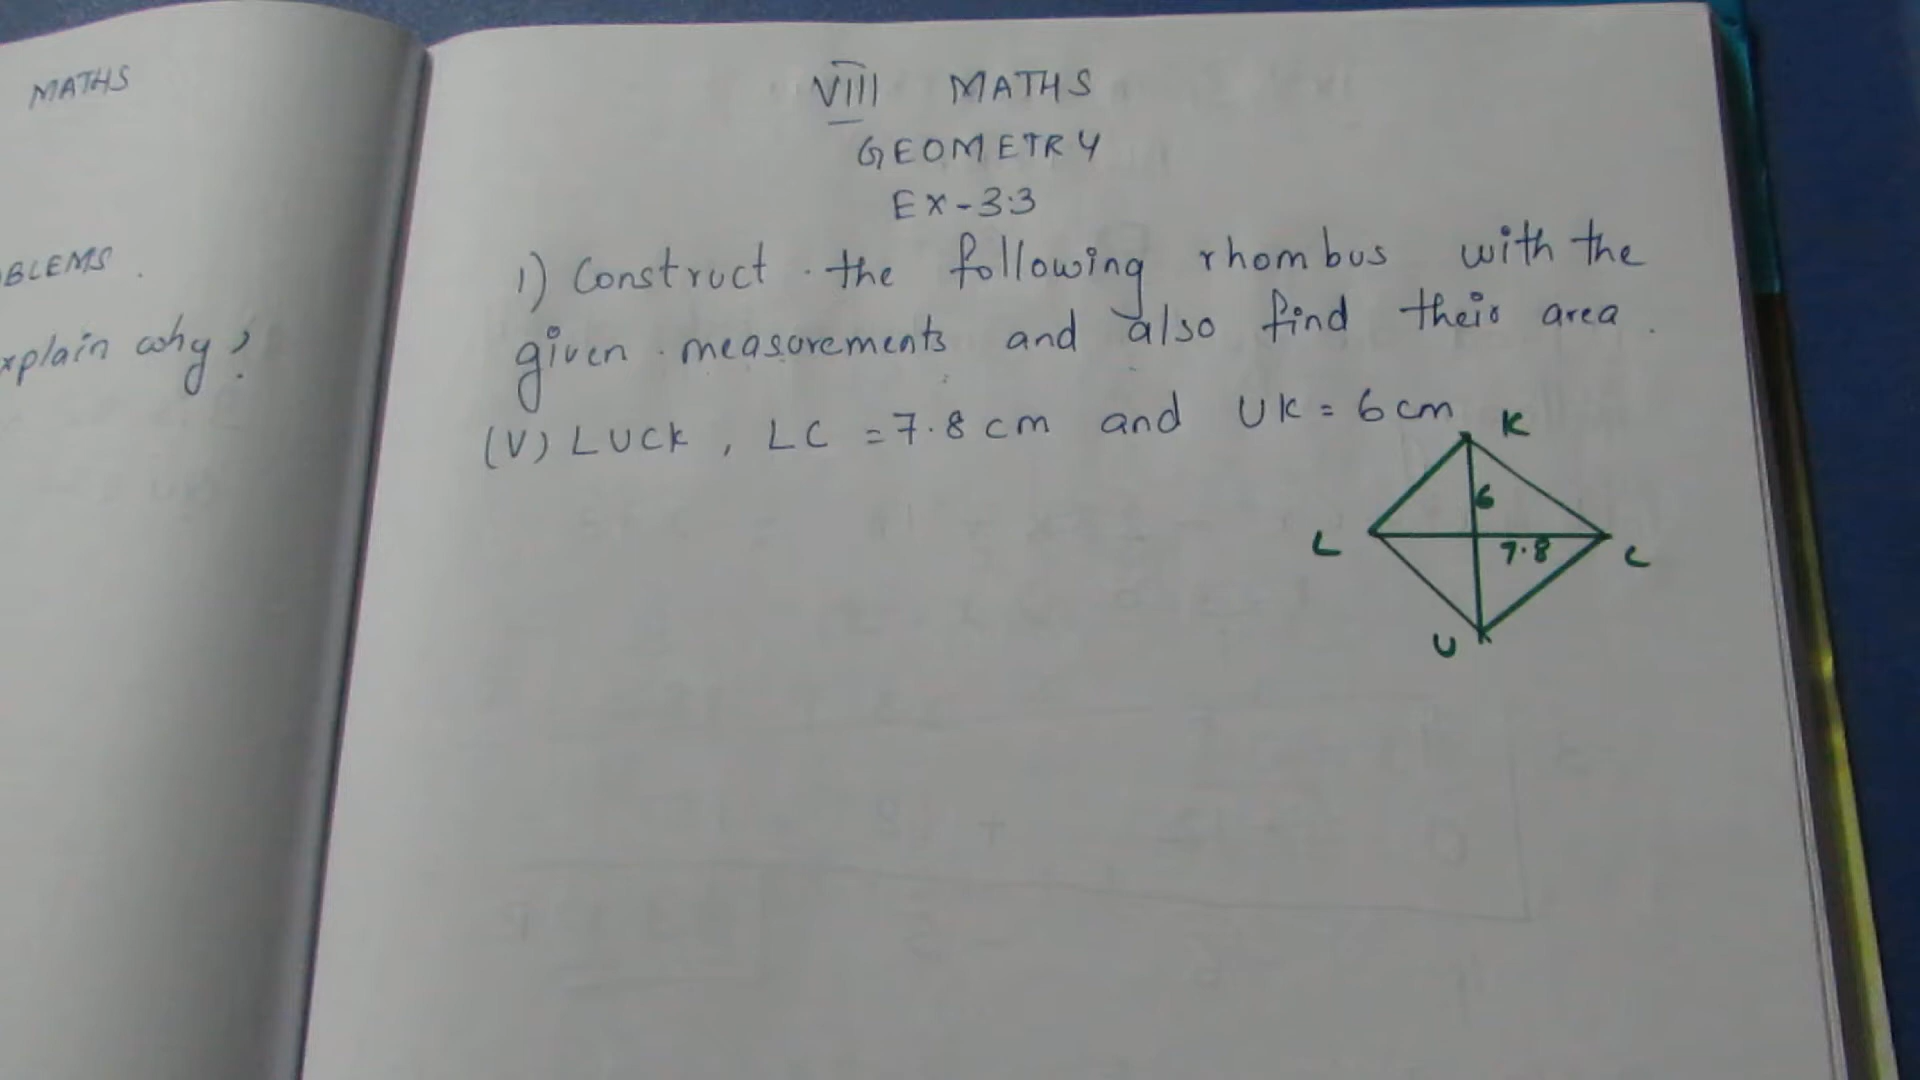 MATHS
BLEMS.
xplain why?
VIII MATHS
GEOMETRY
EX-3.3
1) Construct the following rhombus with the
given measurements and also find their area.
(V) LUCK, LC = 7.8 cm and UK = 6 cm
K
6
L
7.8
C
U